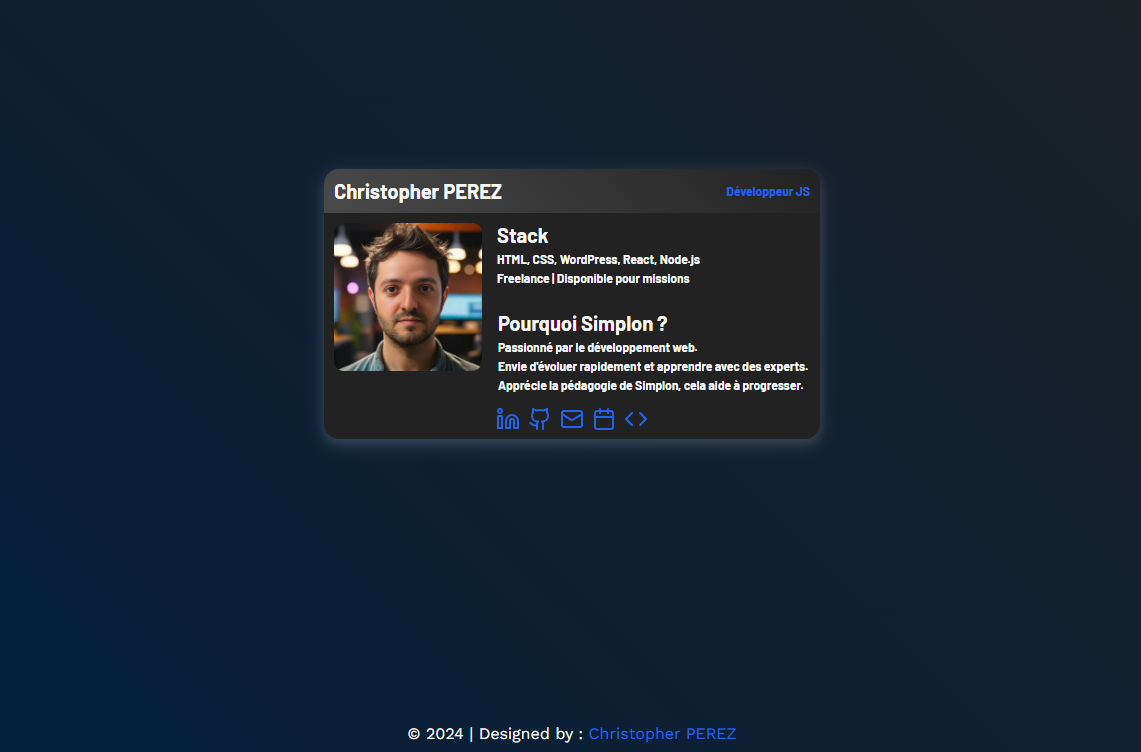 Christopher PEREZ
Développeur JS
Stack
HTML, CSS, WordPress, React, Node.js
Freelance | Disponible pour missions
Pourquoi Simplon ?
Passionné par le développement web.
Envie d'évoluer rapidement et apprendre avec des experts.
Apprécie la pédagogie de Simplon, cela aide à progresser.
© 2024 | Designed by : Christopher PEREZ